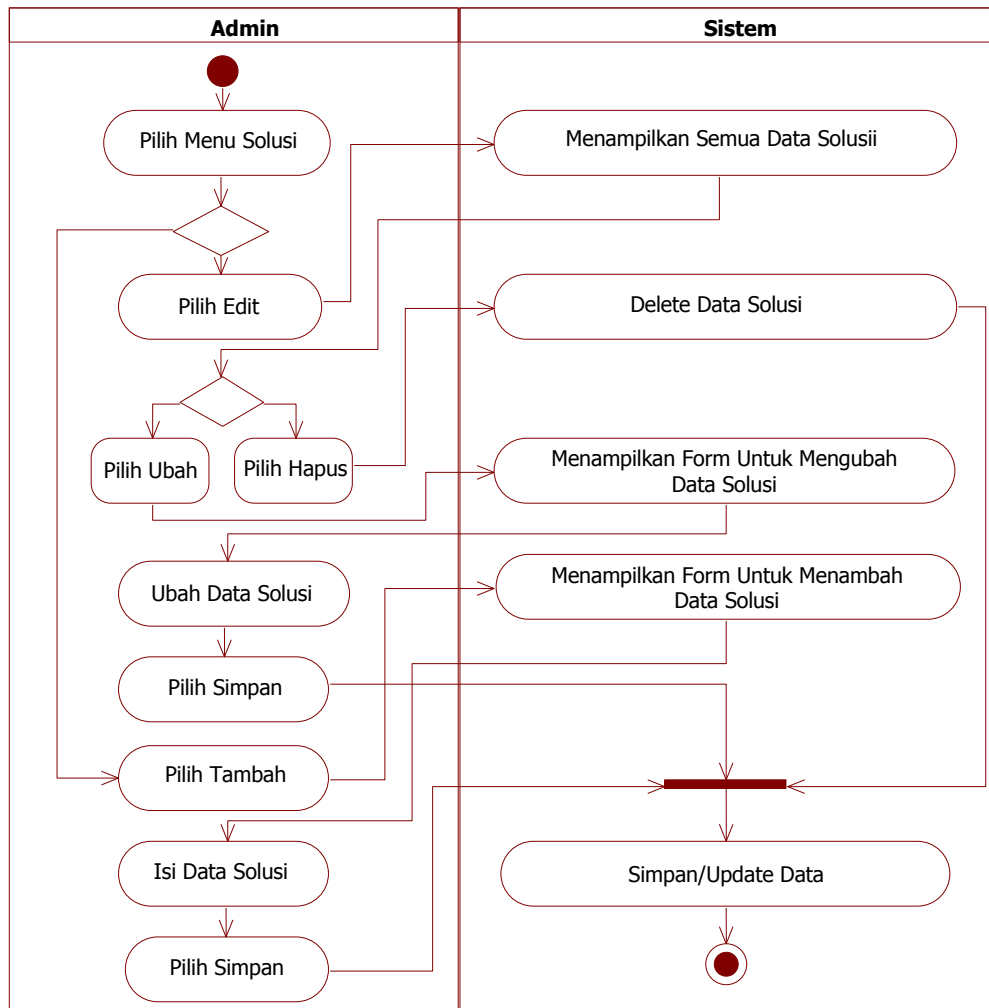 Admin
Sistem
Pilih Menu Solusi
Menampilkan Semua Data Solusii
Pilih Edit
Delete Data Solusi
Pilih Ubah
Pilih Hapus
Menampilkan Form Untuk Mengubah
Data Solusi
Ubah Data Solusi
Menampilkan Form Untuk Menambah
Data Solusi
Pilih Simpan
Pilih Tambah
Isi Data Solusi
Simpan/Update Data
Pilih Simpan